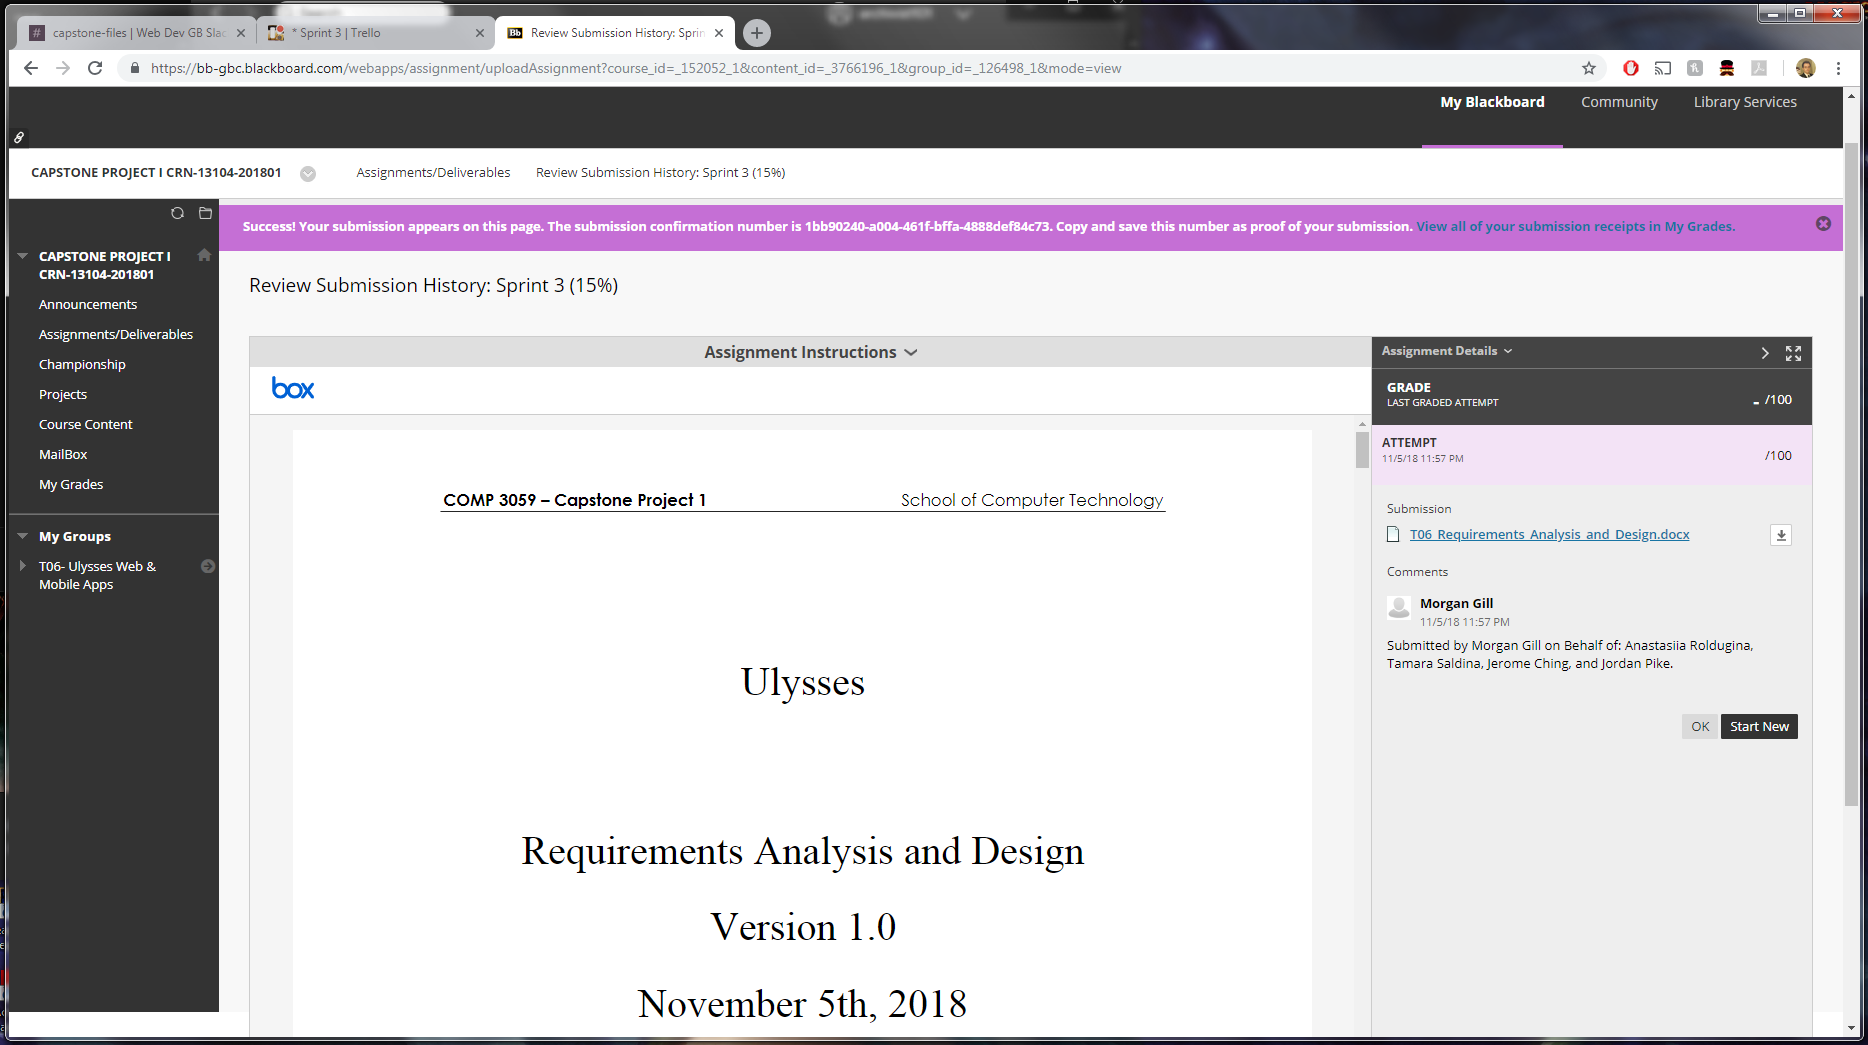 capstone-files | Web Dev GB Slac
* Sprint 3 | Trello
Bb Review Submission History: Sprin
https://bb-gbc.blackboard.com/webapps/assignment/uploadAssignment?course_id=_152052_1&content_id=_3766196_1&group_id=_126498_1&mode=view
My Blackboard Community Library Services
CAPSTONE PROJECT I CRN-13104-201801 Assignments/Deliverables Review Submission History: Sprint 3 (15%)
Success! Your submission appears on this page. The submission confirmation number is 1bb90240-a004-461f-bffa-4888def84c73. Copy and save this number as proof of your submission. View all of your submission receipts in My Grades.
CAPSTONE PROJECT I
CRN-13104-201801
Announcements
Assignments/Deliverables
Championship
Projects
Course Content
MailBox
My Grades
My Groups
T06- Ulysses Web &
Mobile Apps
Review Submission History: Sprint 3 (15%)
Assignment Instructions
box
COMP 3059 – Capstone Project 1 School of Computer Technology
Ulysses
Requirements Analysis and Design
Version 1.0
November 5th, 2018
Assignment Details
GRADE
LAST GRADED ATTEMPT
- /100
ATTEMPT
11/5/18 11:57 PM
/100
Submission
T06_Requirements_Analysis_and_Design.docx
Comments
Morgan Gill
11/5/18 11:57 PM
Submitted by Morgan Gill on Behalf of: Anastasiia Roldugina,
Tamara Saldina, Jerome Ching, and Jordan Pike.
OK Start New